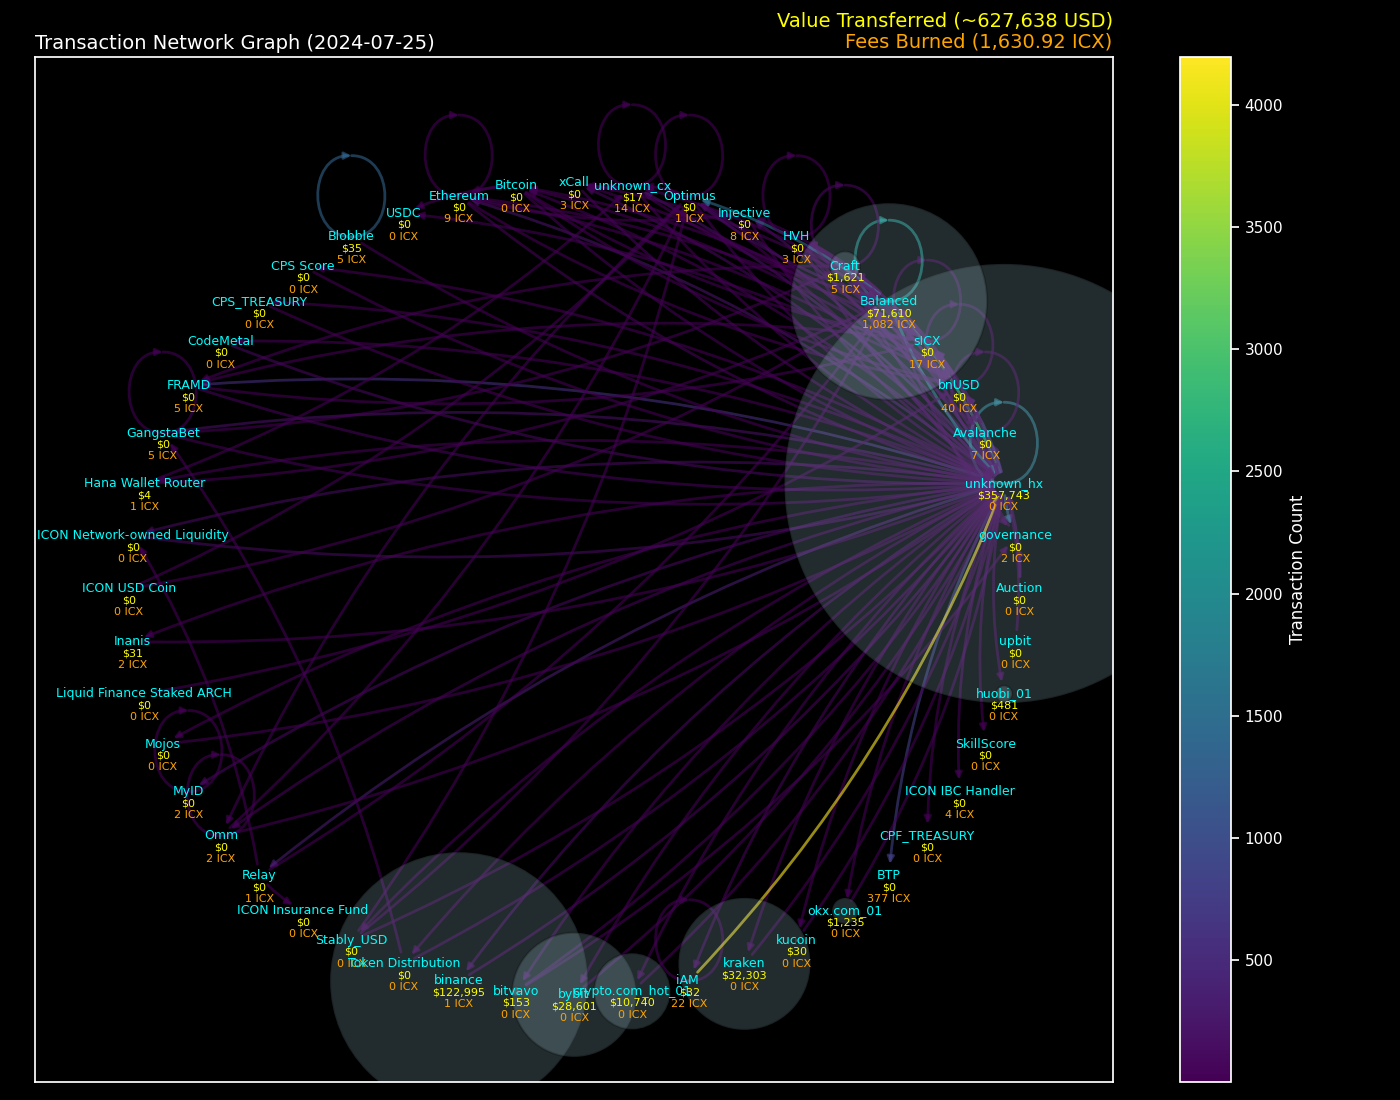 Value Transferred (~627,638 USD)
Transaction Network Graph (2024-07-25)
Fees Burned (1,630.92 ICX)
Ethereum
$0
9 ICX
Bitcoin
$0
0 ICX
xCall
$0
3 ICX
unknown_cx
$17
14 ICX
Optimus
$0
1 ICX
Injective
$0
8 ICX
HVH
$0
3 ICX
Craft
$1,621
5 ICX
Balanced
$71,610
1,082 ICX
sICX
$0
17 ICX
bnUSD
$0
40 ICX
Avalanche
$0
7 ICX
unknown_hx
$357,743
0 ICX
governance
$0
2 ICX
Auction
$0
0 ICX
upbit
$0
0 ICX
huobi_01
$481
0 ICX
SkillScore
$0
0 ICX
ICON IBC Handler
$0
4 ICX
CPF_TREASURY
$0
0 ICX
BTP
$0
377 ICX
okx.com_01
$1,235
0 ICX
kucoin
$30
0 ICX
kraken
$32,303
0 ICX
iAM
$32
22 ICX
crypto.com_hot_01
$10,740
0 ICX
bybit
$28,601
0 ICX
bitvavo
$153
0 ICX
binance
$122,995
1 ICX
Token Distribution
$0
0 ICX
Stably_USD
$0
0 ICX
ICON Insurance Fund
$0
0 ICX
Relay
$0
1 ICX
Omm
$0
2 ICX
MyID
$0
2 ICX
Mojos
$0
0 ICX
Liquid Finance Staked ARCH
$0
0 ICX
Inanis
$31
2 ICX
ICON USD Coin
$0
0 ICX
ICON Network-owned Liquidity
$0
0 ICX
Hana Wallet Router
$4
1 ICX
GangstaBet
$0
5 ICX
FRAMD
$0
5 ICX
CodeMetal
$0
0 ICX
CPS_TREASURY
$0
0 ICX
CPS Score
$0
0 ICX
Blobble
$35
5 ICX
USDC
$0
0 ICX
4000
3500
3000
2500
2000
1500
1000
500
Transaction Count